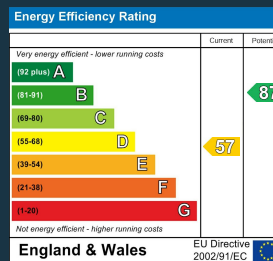 Energy Efficiency Rating
Current
Very energy efficient - lower running costs
(92 plus) A
(81-91) B
87
(69-80) C
(55-68) D
57
(39-54) E
(21-38) F
(1-20) G
Not energy efficient - higher running costs
England & Wales
EU Directive
2002/91/EC